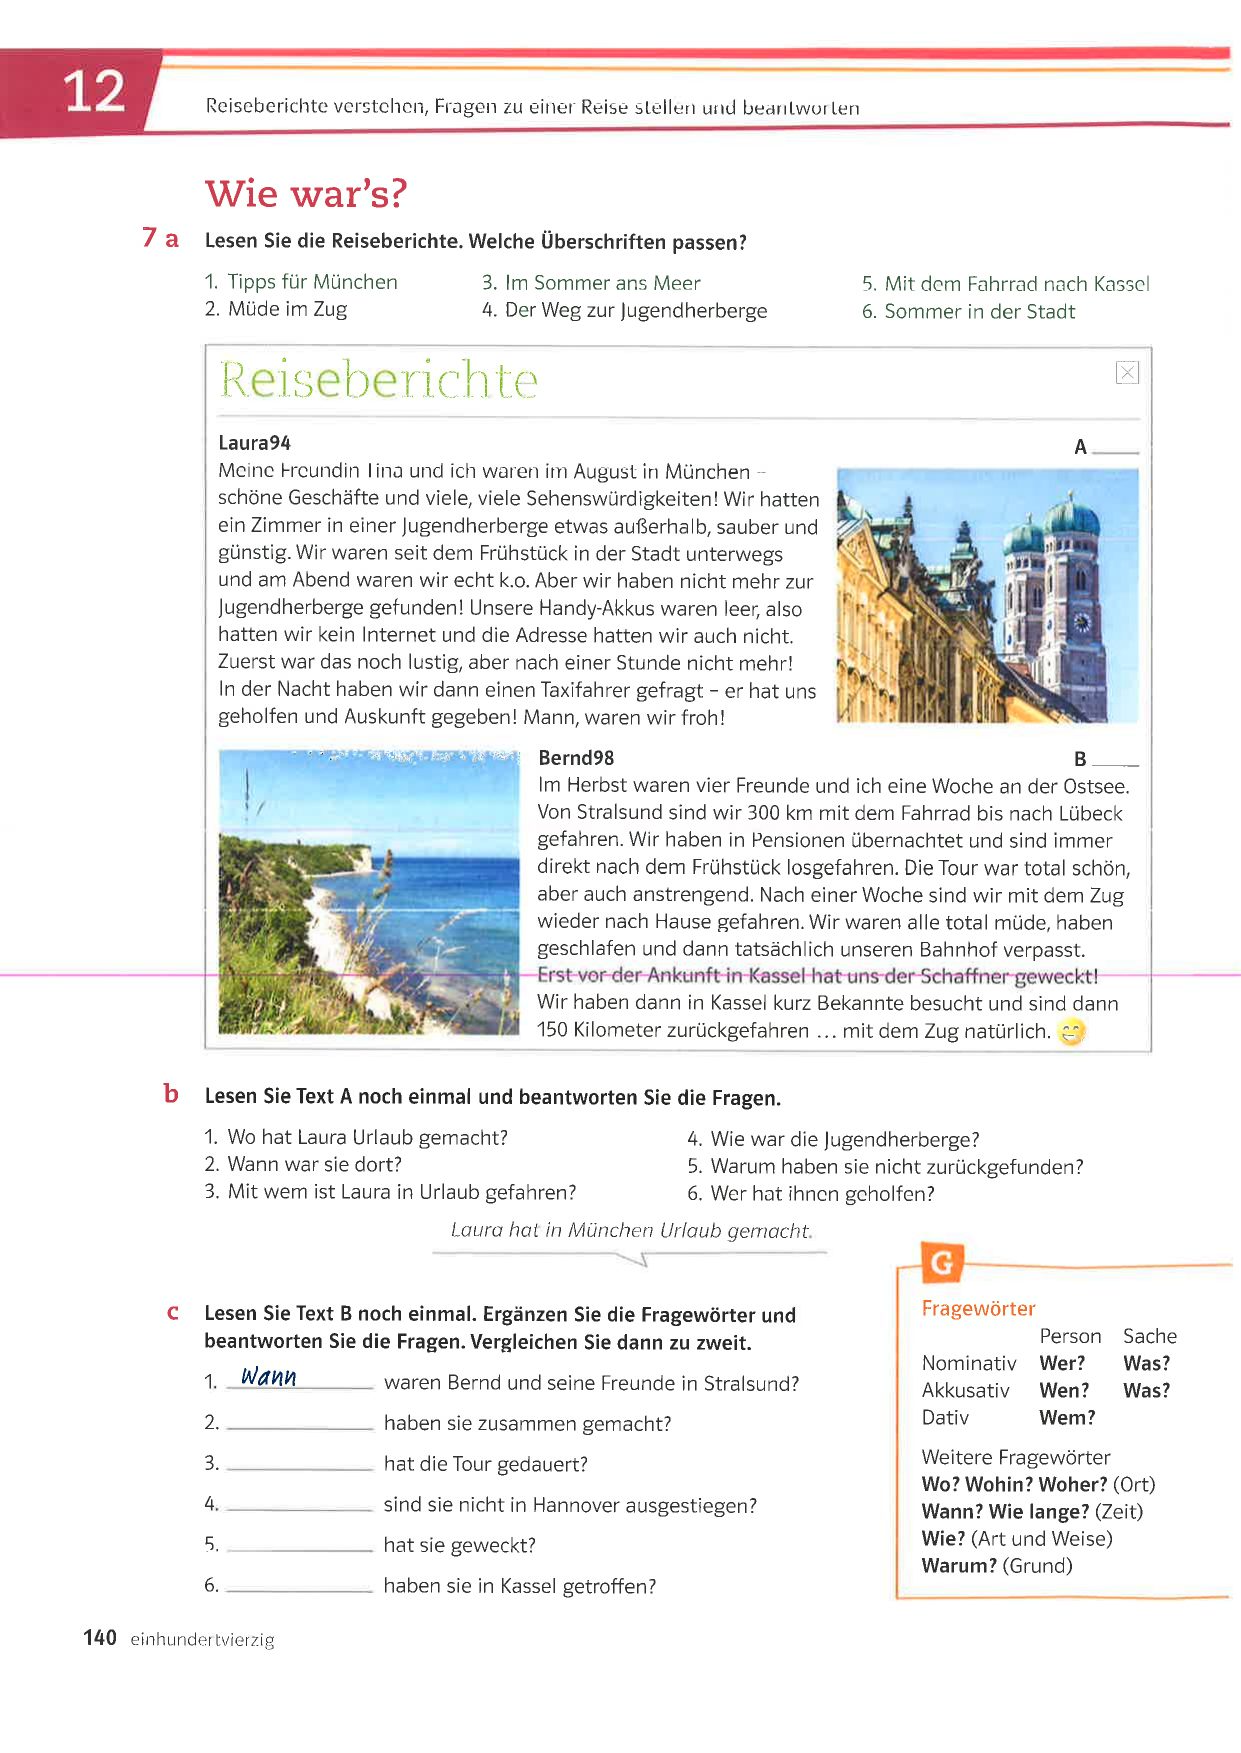 12
Reiseberichte verstehen, Fragen zu einer Reise stellen und beantworten
Wie war's?
7 a Lesen Sie die Reiseberichte. Welche Überschriften passen?
1. Tipps für München
2. Müde im Zug
3. Im Sommer ans Meer
4. Der Weg zur Jugendherberge
5. Mit dem Fahrrad nach Kassel
6. Sommer in der Stadt
Reiseberichte
Laura94 A
Meine Freundin Tina und ich waren im August in München –
schöne Geschäfte und viele, viele Sehenswürdigkeiten! Wir hatten
ein Zimmer in einer Jugendherberge etwas außerhalb, sauber und
günstig. Wir waren seit dem Frühstück in der Stadt unterwegs
und am Abend waren wir echt k.o. Aber wir haben nicht mehr zur
Jugendherberge gefunden! Unsere Handy-Akkus waren leer, also
hatten wir kein Internet und die Adresse hatten wir auch nicht.
Zuerst war das noch lustig, aber nach einer Stunde nicht mehr!
In der Nacht haben wir dann einen Taxifahrer gefragt – er hat uns
geholfen und Auskunft gegeben! Mann, waren wir froh!
Bernd98 B
Im Herbst waren vier Freunde und ich eine Woche an der Ostsee.
Von Stralsund sind wir 300 km mit dem Fahrrad bis nach Lübeck
gefahren. Wir haben in Pensionen übernachtet und sind immer
direkt nach dem Frühstück losgefahren. Die Tour war total schön,
aber auch anstrengend. Nach einer Woche sind wir mit dem Zug
wieder nach Hause gefahren. Wir waren alle total müde, haben
geschlafen und dann tatsächlich unseren Bahnhof verpasst.
Erst vor der Ankunft in Kassel hat uns der Schaffner geweckt!
Wir haben dann in Kassel kurz Bekannte besucht und sind dann
150 Kilometer zurückgefahren ... mit dem Zug natürlich. 😄
b Lesen Sie Text A noch einmal und beantworten Sie die Fragen.
1. Wo hat Laura Urlaub gemacht?
2. Wann war sie dort?
3. Mit wem ist Laura in Urlaub gefahren?
4. Wie war die Jugendherberge?
5. Warum haben sie nicht zurückgefunden?
6. Wer hat ihnen geholfen?
Laura hat in München Urlaub gemacht.
c Lesen Sie Text B noch einmal. Ergänzen Sie die Fragewörter und
beantworten Sie die Fragen. Vergleichen Sie dann zu zweit.
1. Wann waren Bernd und seine Freunde in Stralsund?
2. haben sie zusammen gemacht?
3. hat die Tour gedauert?
4. sind sie nicht in Hannover ausgestiegen?
5. hat sie geweckt?
6. haben sie in Kassel getroffen?
G
Fragewörter
Person Sache
Nominativ Wer? Was?
Akkusativ Wen? Was?
Dativ Wem?
Weitere Fragewörter
Wo? Wohin? Woher? (Ort)
Wann? Wie lange? (Zeit)
Wie? (Art und Weise)
Warum? (Grund)
140 einhundertvierzig